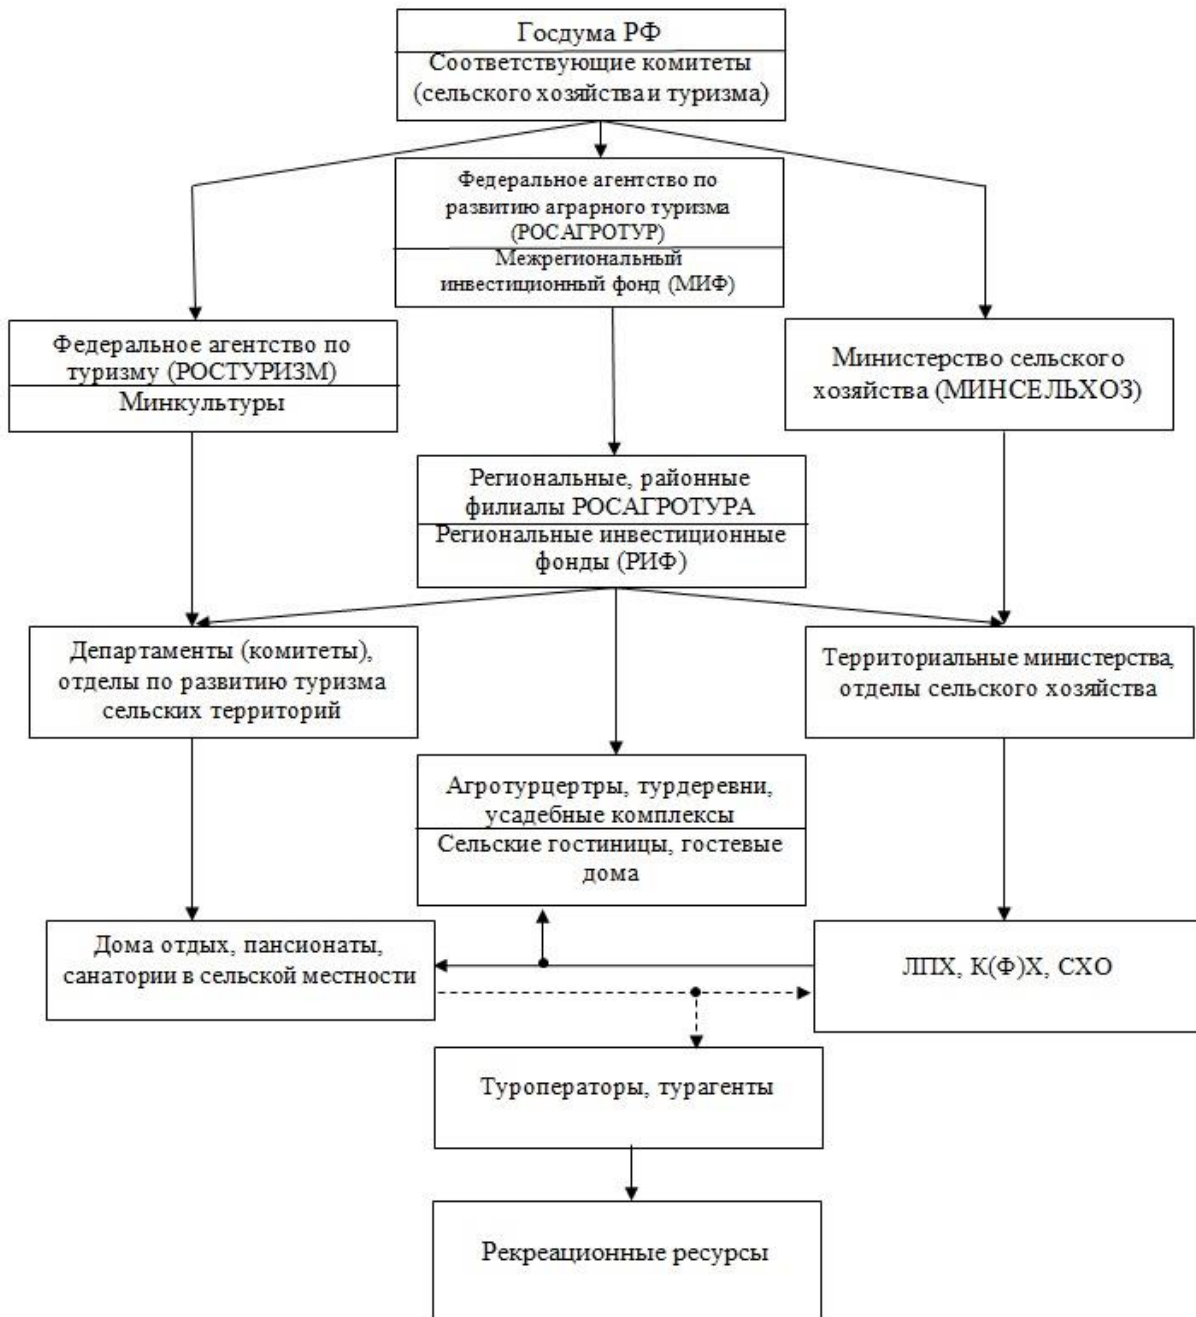 Госдума РФ
Соответствующие комитеты
(сельского хозяйства и туризма)
Федеральное агентство по
развитию аграрного туризма
(РОСАГРОТУР)
Межрегиональный
инвестиционный фонд (МИФ)
Федеральное агентство по
туризму (РОСТУРИЗМ)
Минкультуры
Министерство сельского
хозяйства (МИНСЕЛЬХОЗ)
Региональные, районные
филиалы РОСАГРОТУРА
Региональные инвестиционные
фонды (РИФ)
Департаменты (комитеты),
отделы по развитию туризма
сельских территорий
Территориальные министерства,
отделы сельского хозяйства
Агротурцертры, турдеревни,
усадебные комплексы
Сельские гостиницы, гостевые
дома
Дома отдых, пансионаты,
санатории в сельской местности
ЛПХ, К(Ф)Х, СХО
Туроператоры, турагенты
Рекреационные ресурсы